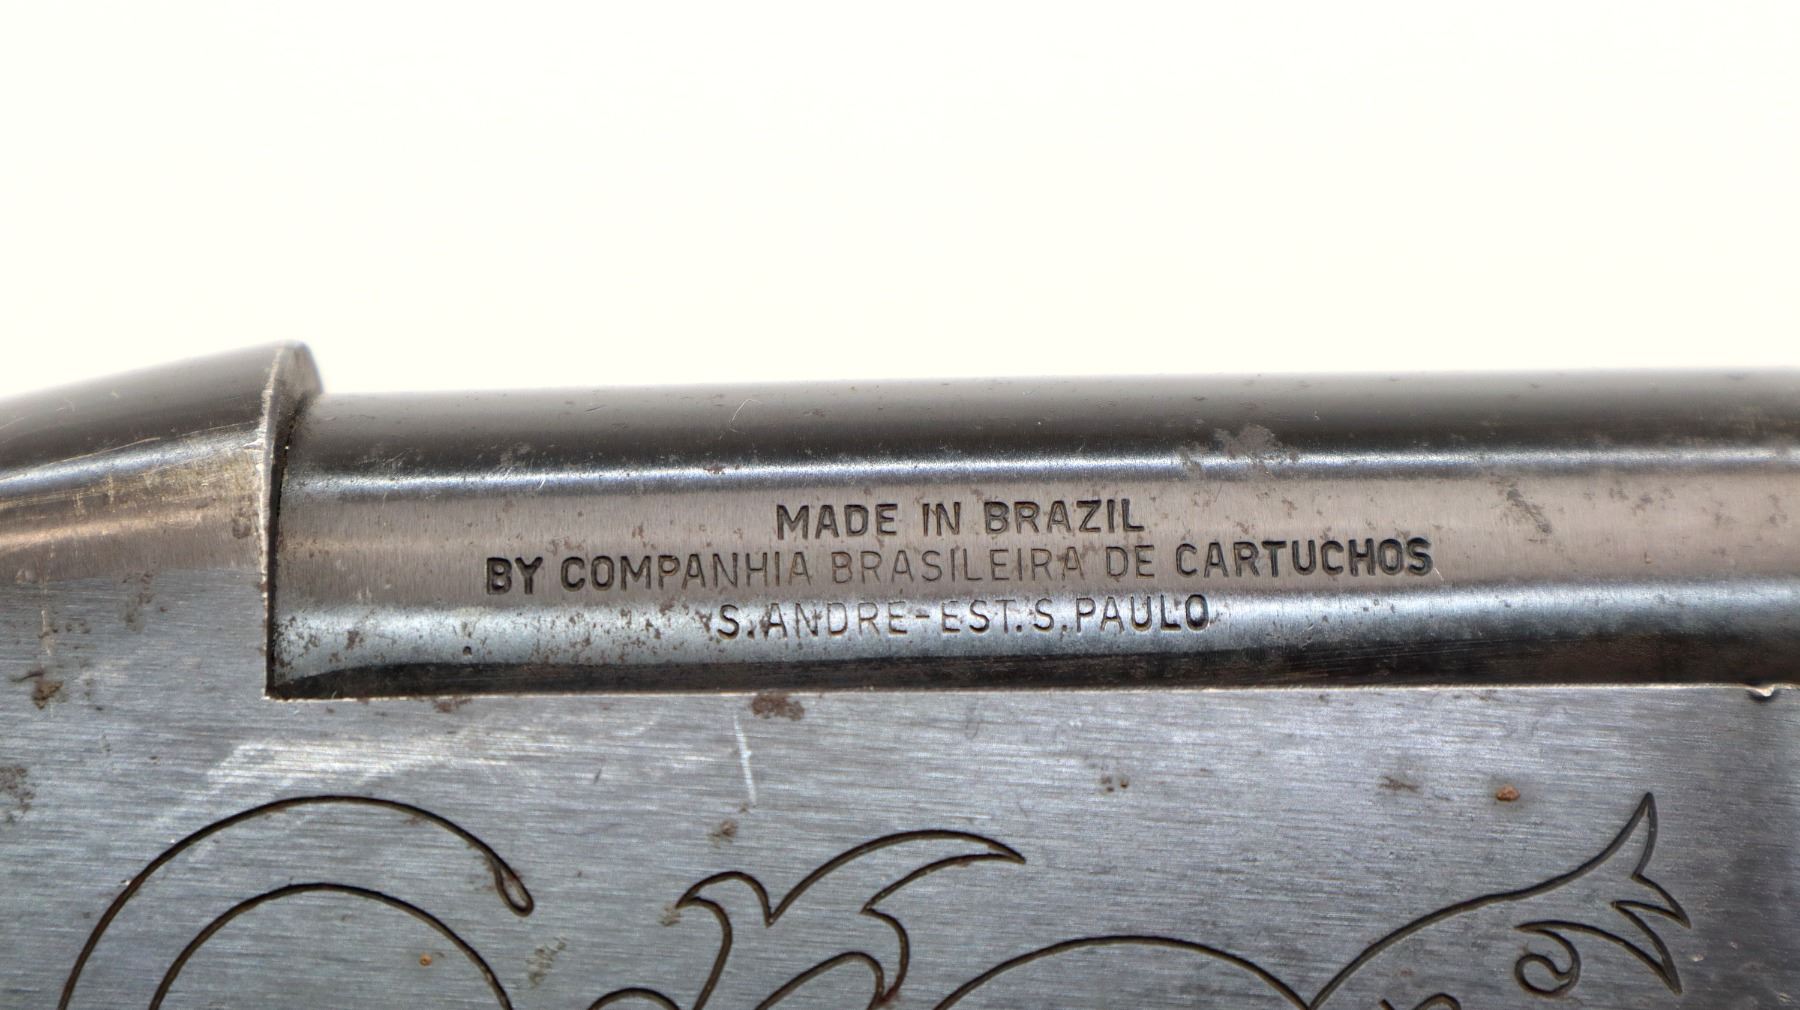 MADE IN BRAZIL
BY COMPANHIA BRASILEIRA DE CARTUCHOS
S. ANDRE-EST. S. PAULO